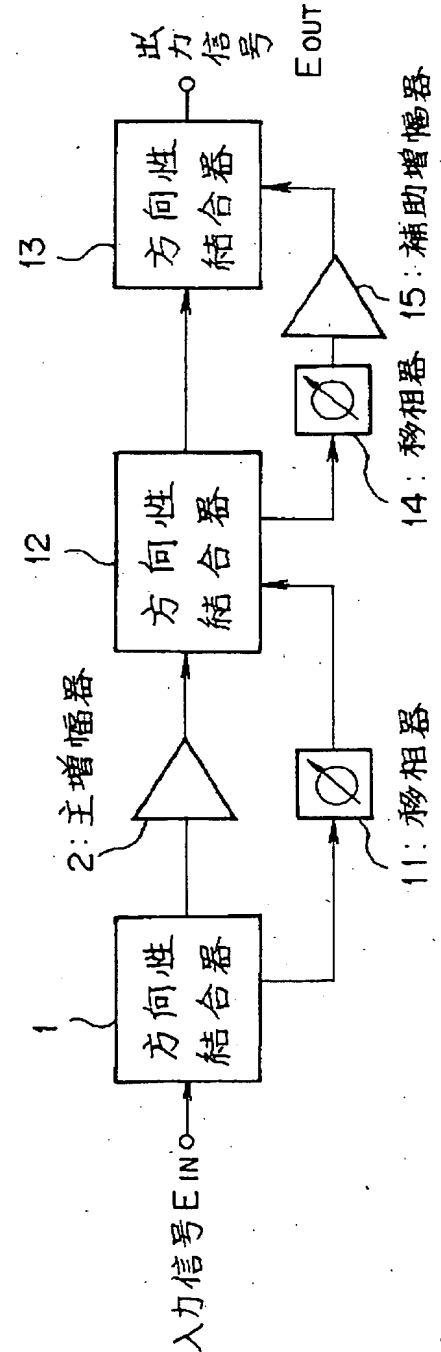 入力信号 EIN
1
方向性
結合器
2:主増幅器
11:移相器
12
方向性
結合器
14:移相器
15:補助増幅器
13
方向性
結合器
出力
信号
EOUT